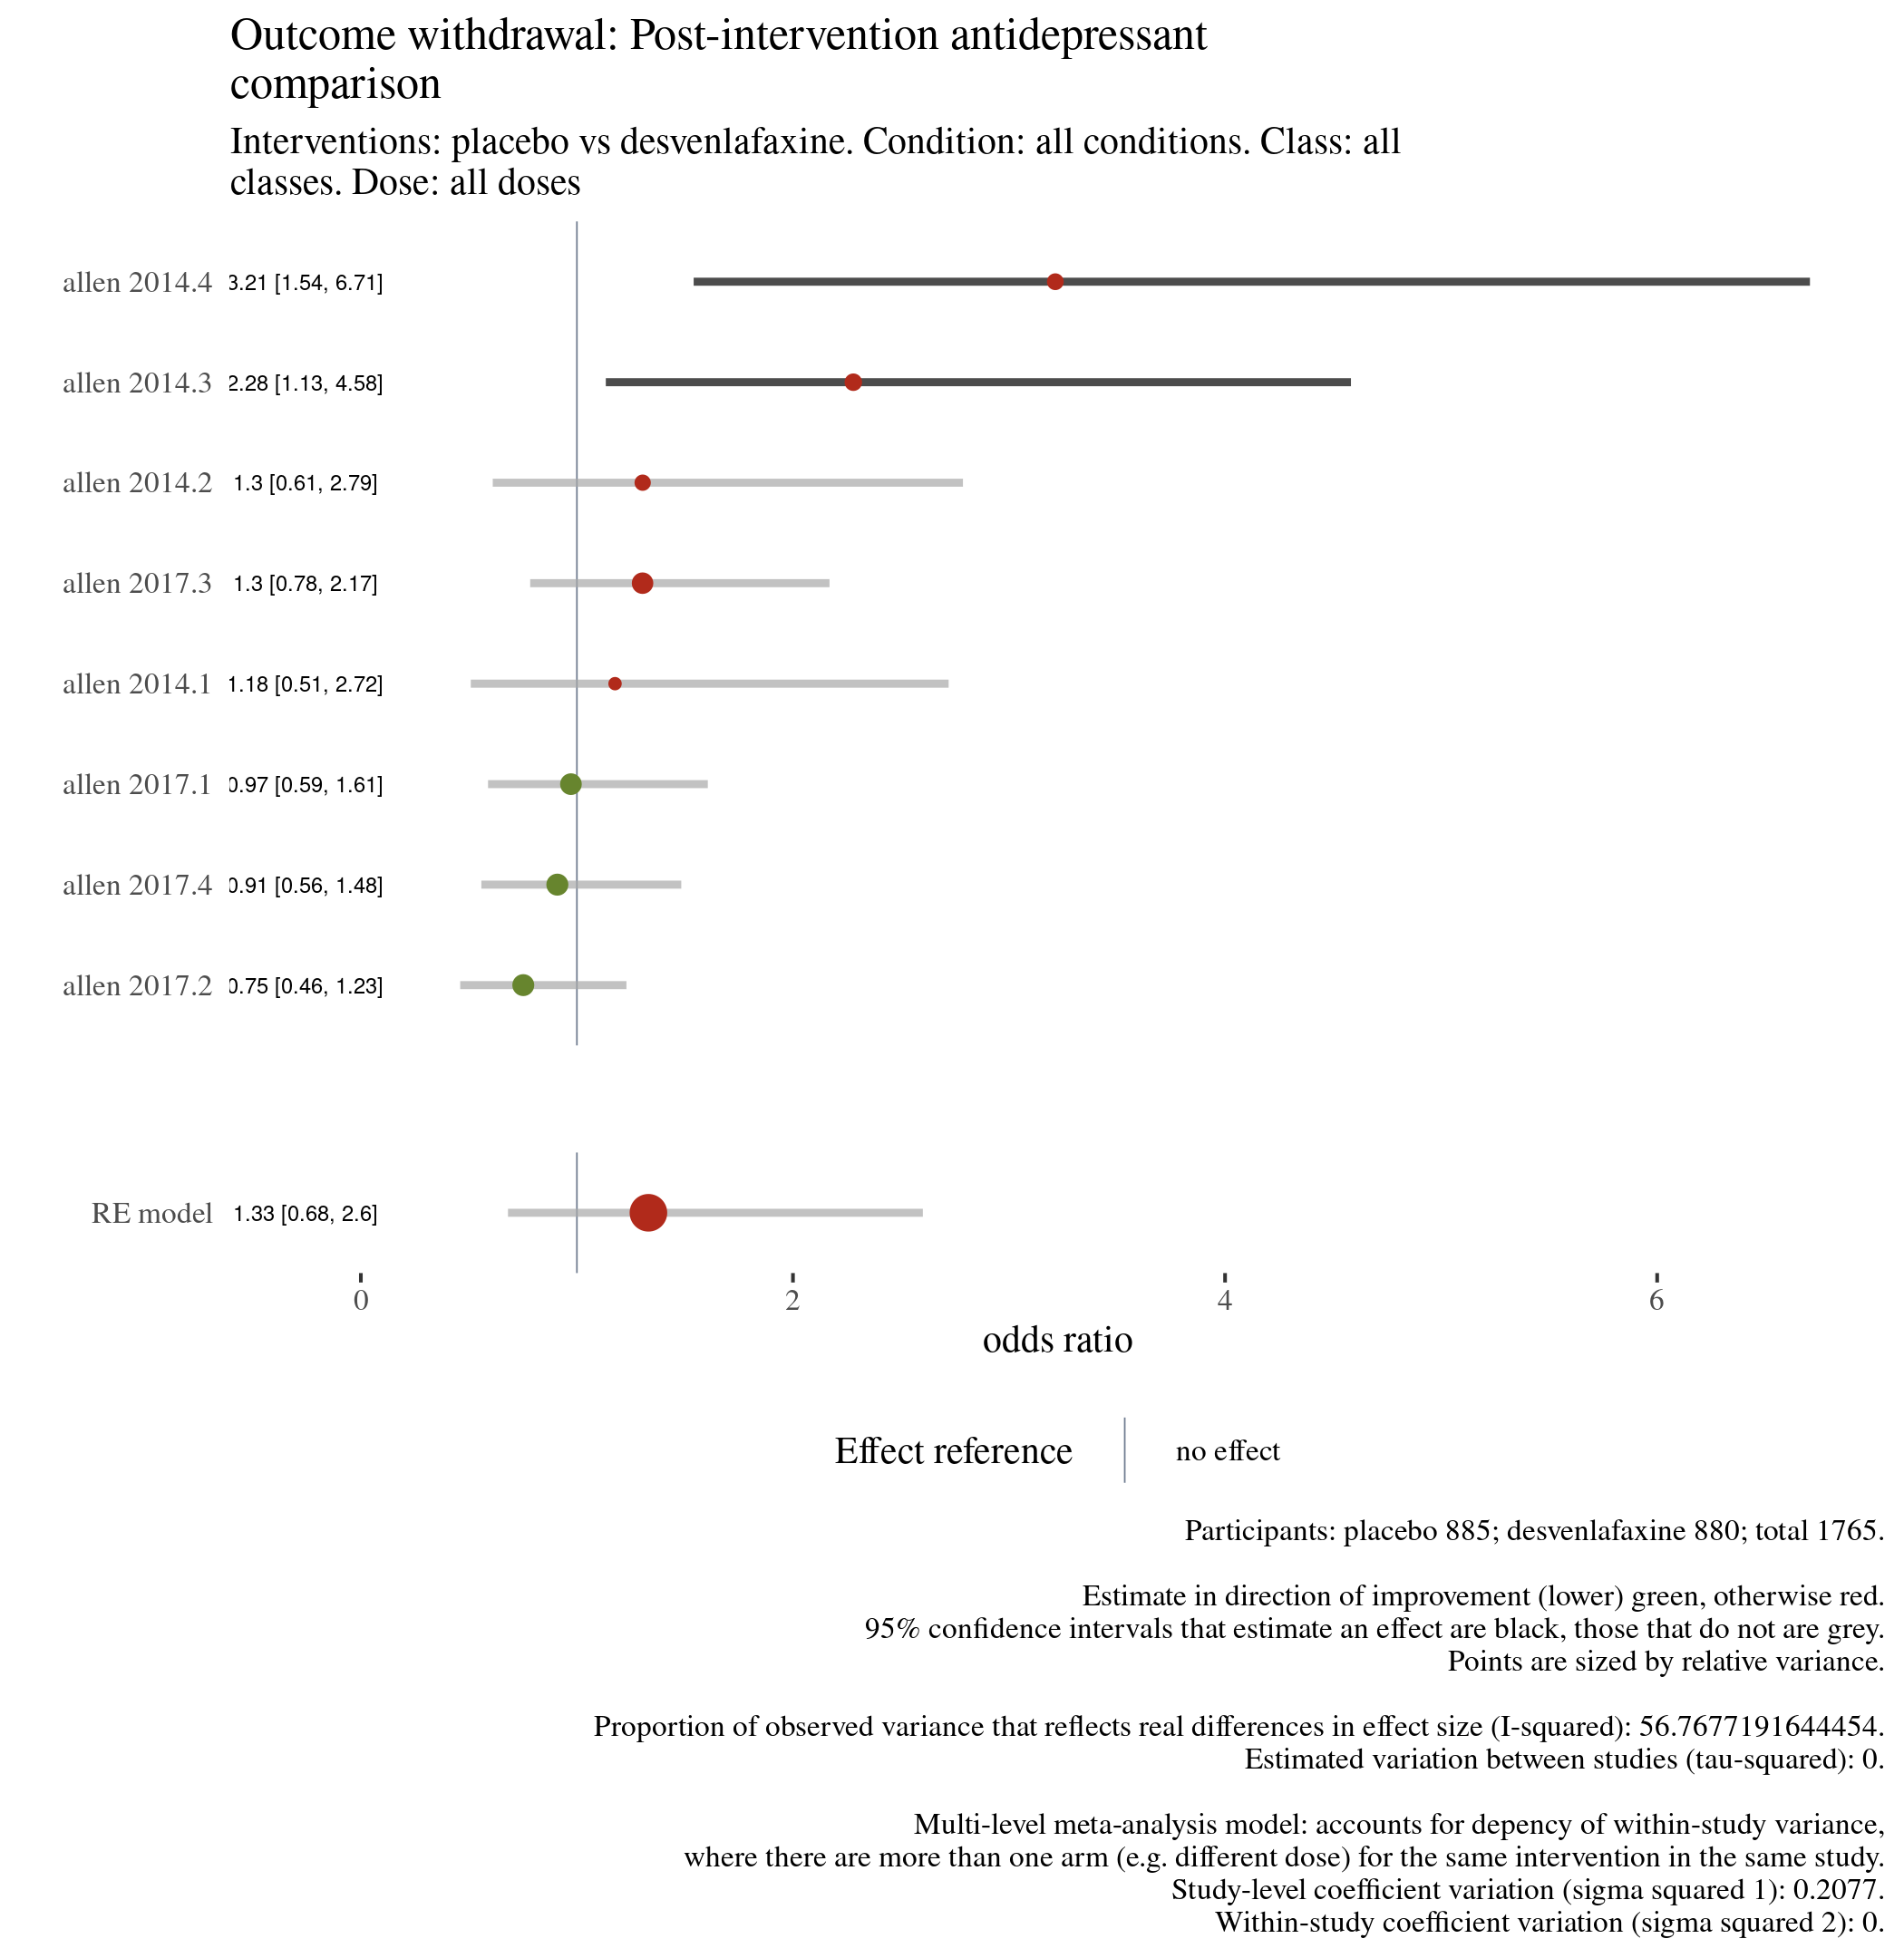 Outcome withdrawal: Post-intervention antidepressant
comparison
Interventions: placebo vs desvenlafaxine. Condition: all conditions. Class: all
classes. Dose: all doses
allen 2014.4 3.21 [1.54, 6.71]
allen 2014.3 2.28 [1.13, 4.58]
allen 2014.2 1.3 [0.61, 2.79]
allen 2017.3 1.3 [0.78, 2.17]
allen 2014.1 1.18 [0.51, 2.72]
allen 2017.1 0.97 [0.59, 1.61]
allen 2017.4 0.91 [0.56, 1.48]
allen 2017.2 0.75 [0.46, 1.23]
RE model 1.33 [0.68, 2.6]
0 2 4 6
odds ratio
Effect reference no effect
Participants: placebo 885; desvenlafaxine 880; total 1765.
Estimate in direction of improvement (lower) green, otherwise red.
95% confidence intervals that estimate an effect are black, those that do not are grey.
Points are sized by relative variance.
Proportion of observed variance that reflects real differences in effect size (I-squared): 56.7677191644454.
Estimated variation between studies (tau-squared): 0.
Multi-level meta-analysis model: accounts for depency of within-study variance,
where there are more than one arm (e.g. different dose) for the same intervention in the same study.
Study-level coefficient variation (sigma squared 1): 0.2077.
Within-study coefficient variation (sigma squared 2): 0.